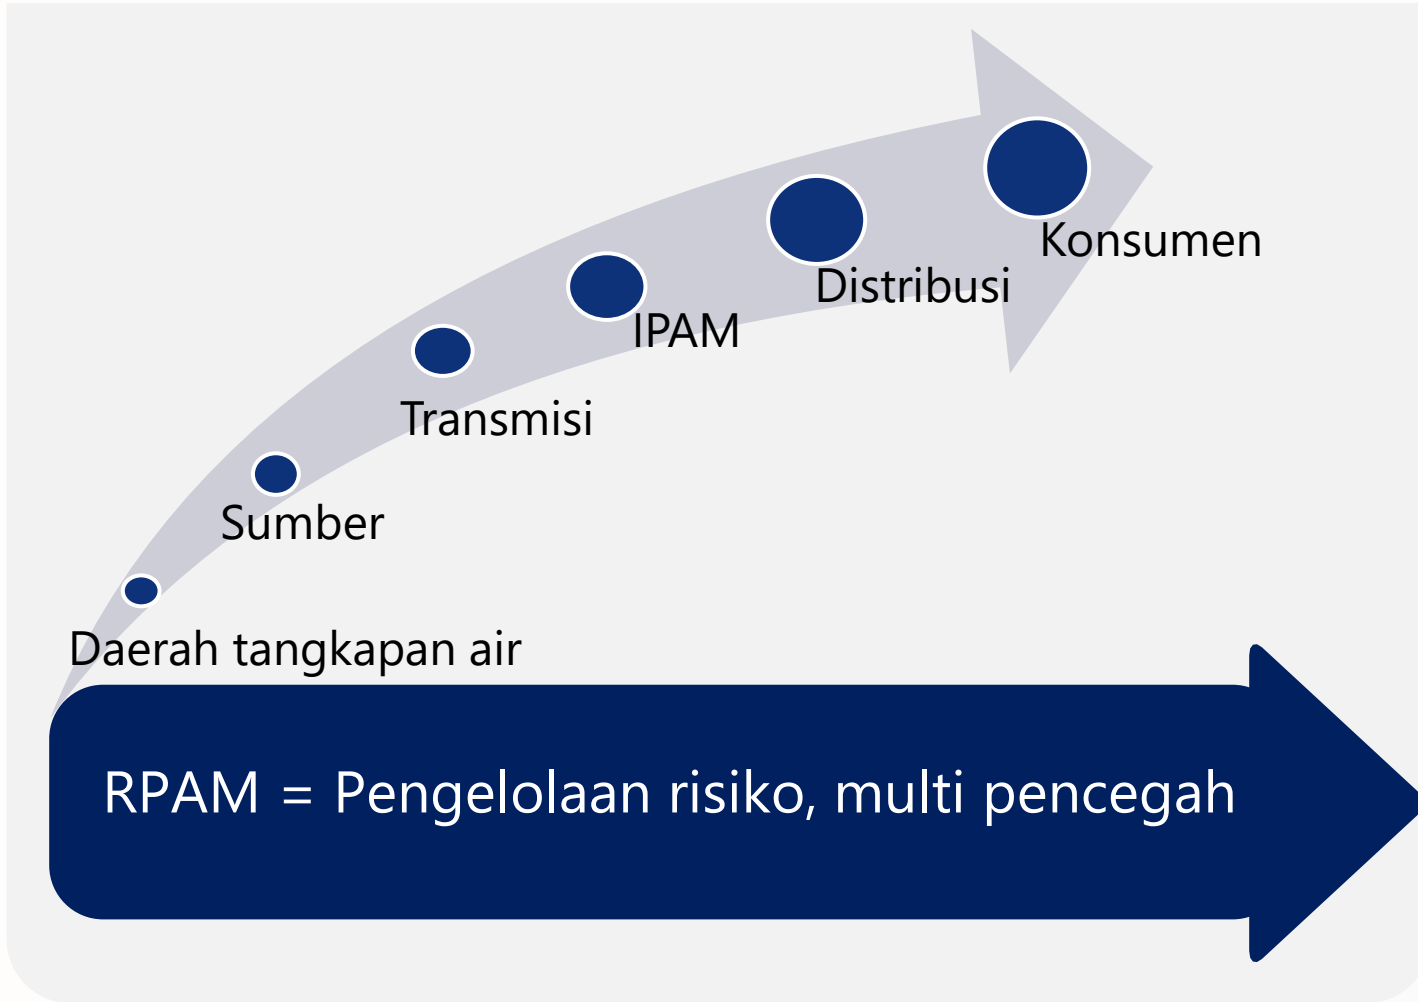 Konsumen
Distribusi
IPAM
Transmisi
Sumber
Daerah tangkapan air
RPAM = Pengelolaan risiko, multi pencegah